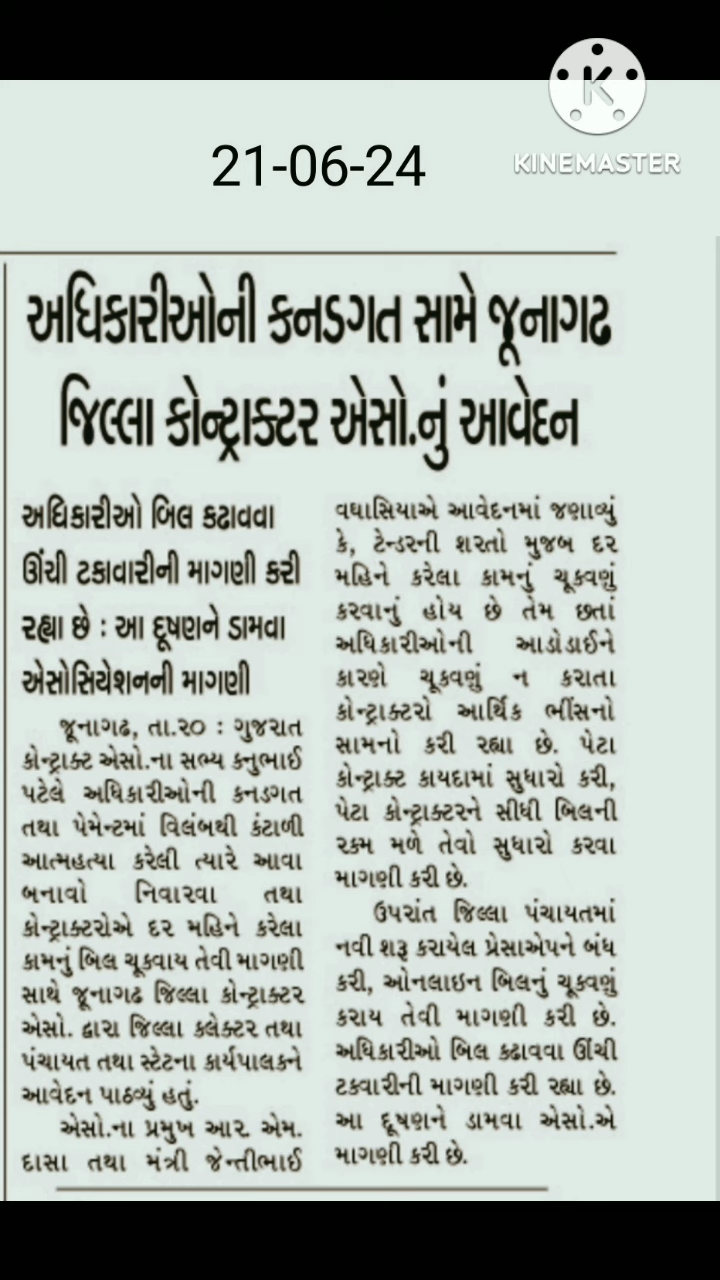 21-06-24
KINEMASTER
અધિકારીઓની કનડગત સામે જૂનાગઢ
જિલ્લા કોન્ટ્રાક્ટર એસો.નું આવેદન
અધિકારીઓ બિલ કઢાવવા
ઊંચી ટકાવારીની માગણી કરી
રહ્યા છે : આ દૂષણને ડામવા
એસોસિયેશનની માગણી
જૂનાગઢ, તા.૨૦ : ગુજરાત
કોન્ટ્રાક્ટ એસો.ના સભ્ય કનુભાઈ
પટેલે અધિકારીઓની કનડગત
તથા પેમેન્ટમાં વિલંબથી કંટાળી
આત્મહત્યા કરેલી ત્યારે આવા
બનાવો નિવારવા તથા
કોન્ટ્રાક્ટરોએ દર મહિને કરેલા
કામનું બિલ ચૂકવાય તેવી માગણી
સાથે જૂનાગઢ જિલ્લા કોન્ટ્રાક્ટર
એસો. દ્વારા જિલ્લા કલેક્ટર તથા
પંચાયત તથા સ્ટેટના કાર્યપાલકને
આવેદન પાઠવ્યું હતું.
એસો.ના પ્રમુખ આર. એમ.
દાસા તથા મંત્રી જેન્તીભાઈ
વઘાસિયાએ આવેદનમાં જણાવ્યું
કે, ટેન્ડરની શરતો મુજબ દર
મહિને કરેલા કામનું ચૂકવણું
કરવાનું હોય છે તેમ છતાં
અધિકારીઓની આડોડાઈને
કારણે ચૂકવણું ન કરાતા
કોન્ટ્રાક્ટરો આર્થિક ભીંસનો
સામનો કરી રહ્યા છે. પેટા
કોન્ટ્રાક્ટ કાયદામાં સુધારો કરી,
પેટા કોન્ટ્રાક્ટરને સીધી બિલની
રકમ મળે તેવો સુધારો કરવા
માગણી કરી છે.
ઉપરાંત જિલ્લા પંચાયતમાં
નવી શરૂ કરાયેલ પ્રેસાએપને બંધ
કરી, ઓનલાઇન બિલનું ચૂકવણું
કરાય તેવી માગણી કરી છે.
અધિકારીઓ બિલ કઢાવવા ઊંચી
ટકવારીની માગણી કરી રહ્યા છે.
આ દૂષણને ડામવા એસો.એ
માગણી કરી છે.